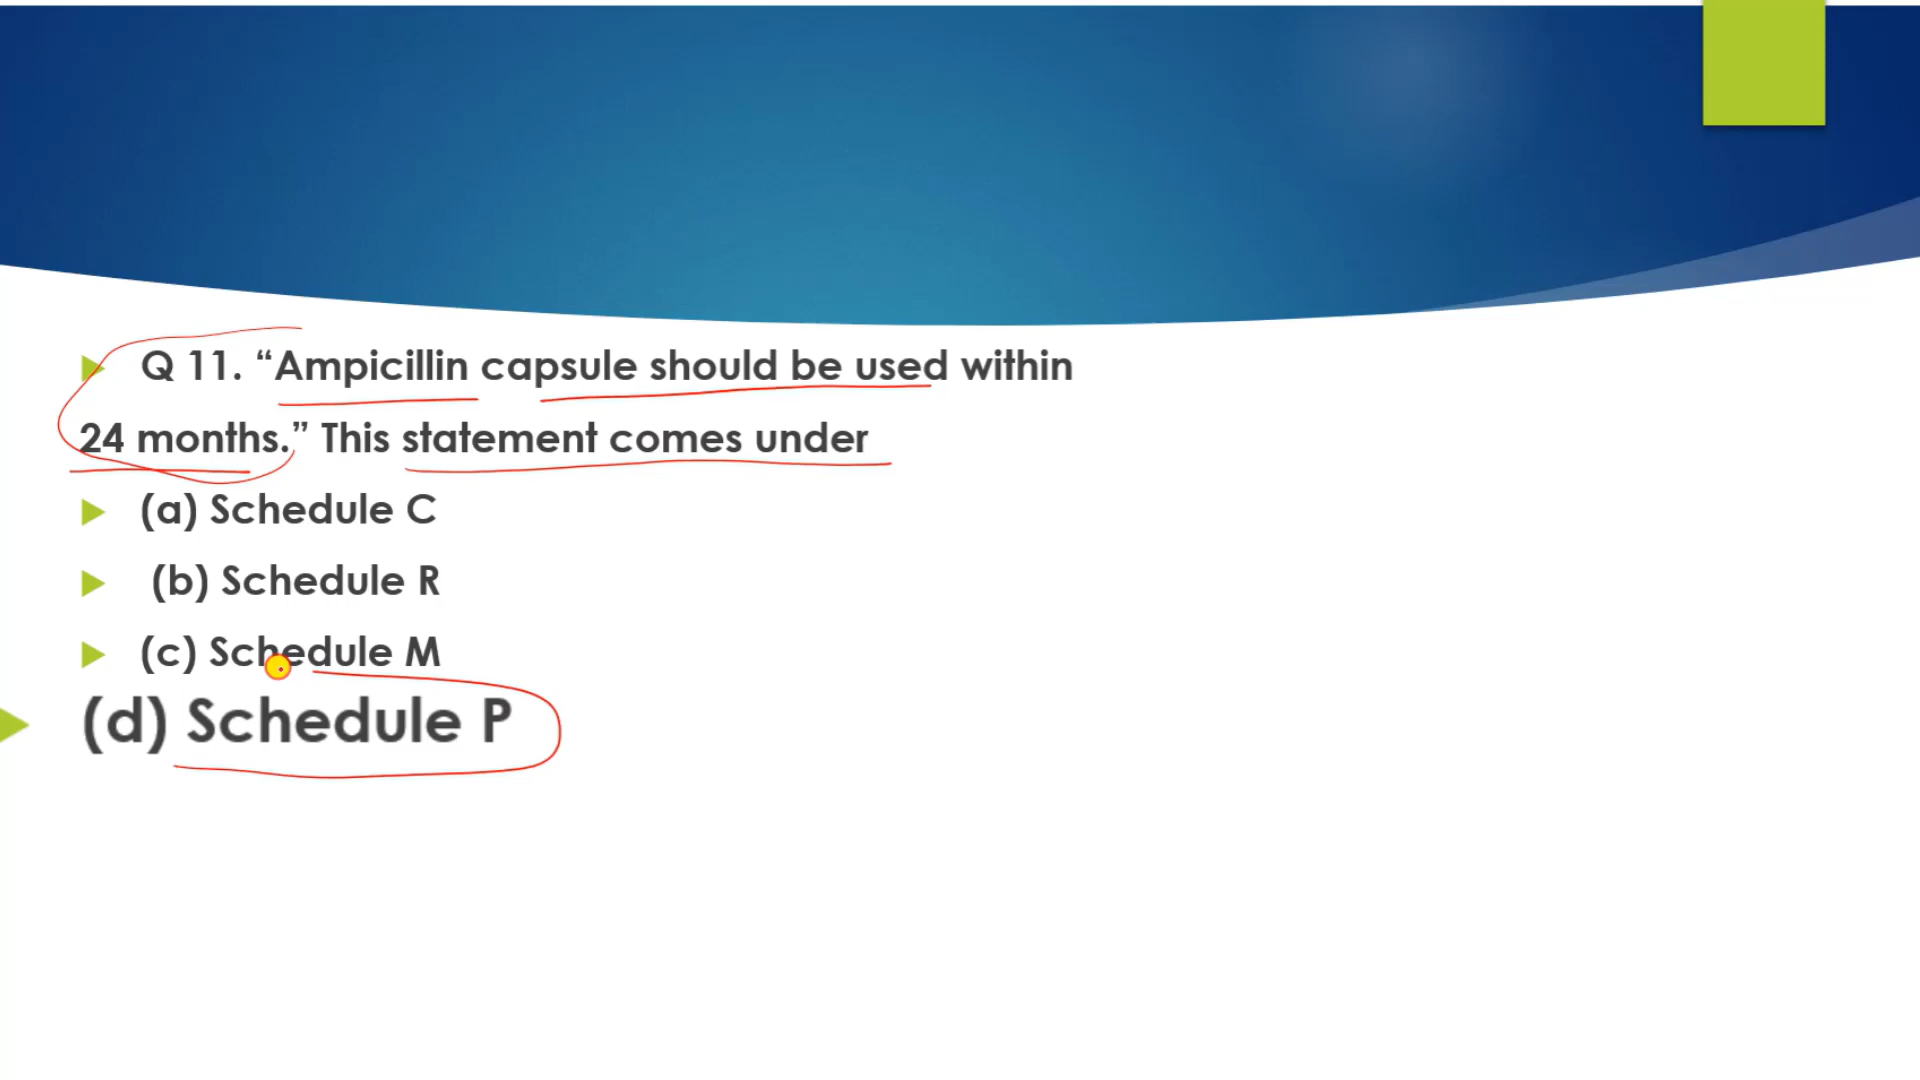 Q 11. “Ampicillin capsule should be used within
24 months.” This statement comes under
(a) Schedule C
(b) Schedule R
(c) Schedule M
(d) Schedule P